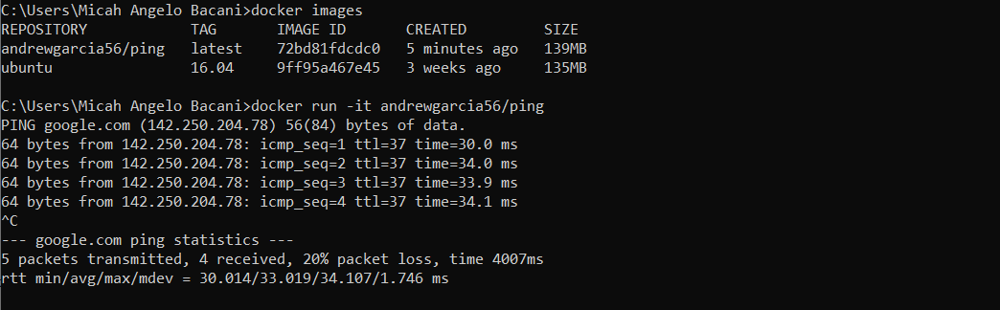 C:\Users\Micah Angelo Bacani>docker images
REPOSITORY TAG IMAGE ID CREATED SIZE
andrewgarcia56/ping latest 72bd81fdcdc0 5 minutes ago 139MB
ubuntu 16.04 9ff95a467e45 3 weeks ago 135MB
C:\Users\Micah Angelo Bacani>docker run -it andrewgarcia56/ping
PING google.com (142.250.204.78) 56(84) bytes of data.
64 bytes from 142.250.204.78: icmp_seq=1 ttl=37 time=30.0 ms
64 bytes from 142.250.204.78: icmp_seq=2 ttl=37 time=34.0 ms
64 bytes from 142.250.204.78: icmp_seq=3 ttl=37 time=33.9 ms
64 bytes from 142.250.204.78: icmp_seq=4 ttl=37 time=34.1 ms
^C
--- google.com ping statistics ---
5 packets transmitted, 4 received, 20% packet loss, time 4007ms
rtt min/avg/max/mdev = 30.014/33.019/34.107/1.746 ms